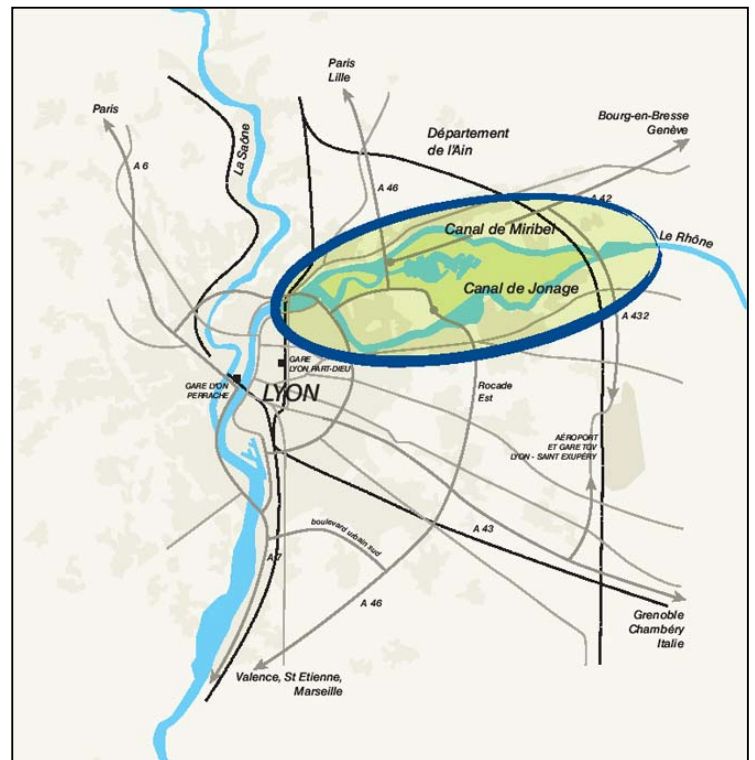 Paris
Lille
Paris
Bourg-en-Bresse
Genève
Département
de l'Ain
La Saône
A 6
A 46
A 42
Canal de Miribel
Le Rhône
Canal de Jonage
A 432
GARE
LYON PART-DIEU
GARE LYON
PERRACHE
LYON
Rocade
Est
AÉROPORT
ET GARE TGV
LYON - SAINT EXUPÉRY
boulevard urbain sud
A 43
A 7
A 46
Grenoble
Chambéry
Italie
Valence, St Etienne,
Marseille